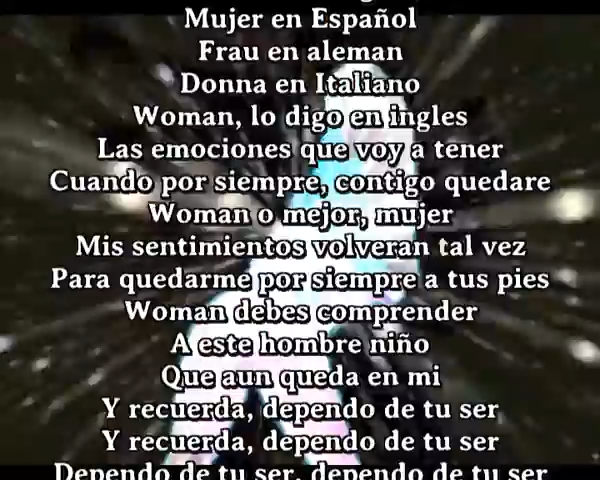 Mujer en Español
Frau en aleman
Donna en Italiano
Woman, lo digo en ingles
Las emociones que voy a tener
Cuando por siempre, contigo quedare
Woman o mejor, mujer
Mis sentimientos volveran tal vez
Para quedarme por siempre a tus pies
Woman debes comprender
A este hombre niño
Que aun queda en mi
Y recuerda, dependo de tu ser
Y recuerda, dependo de tu ser
Dependo de tu ser, dependo de tu ser